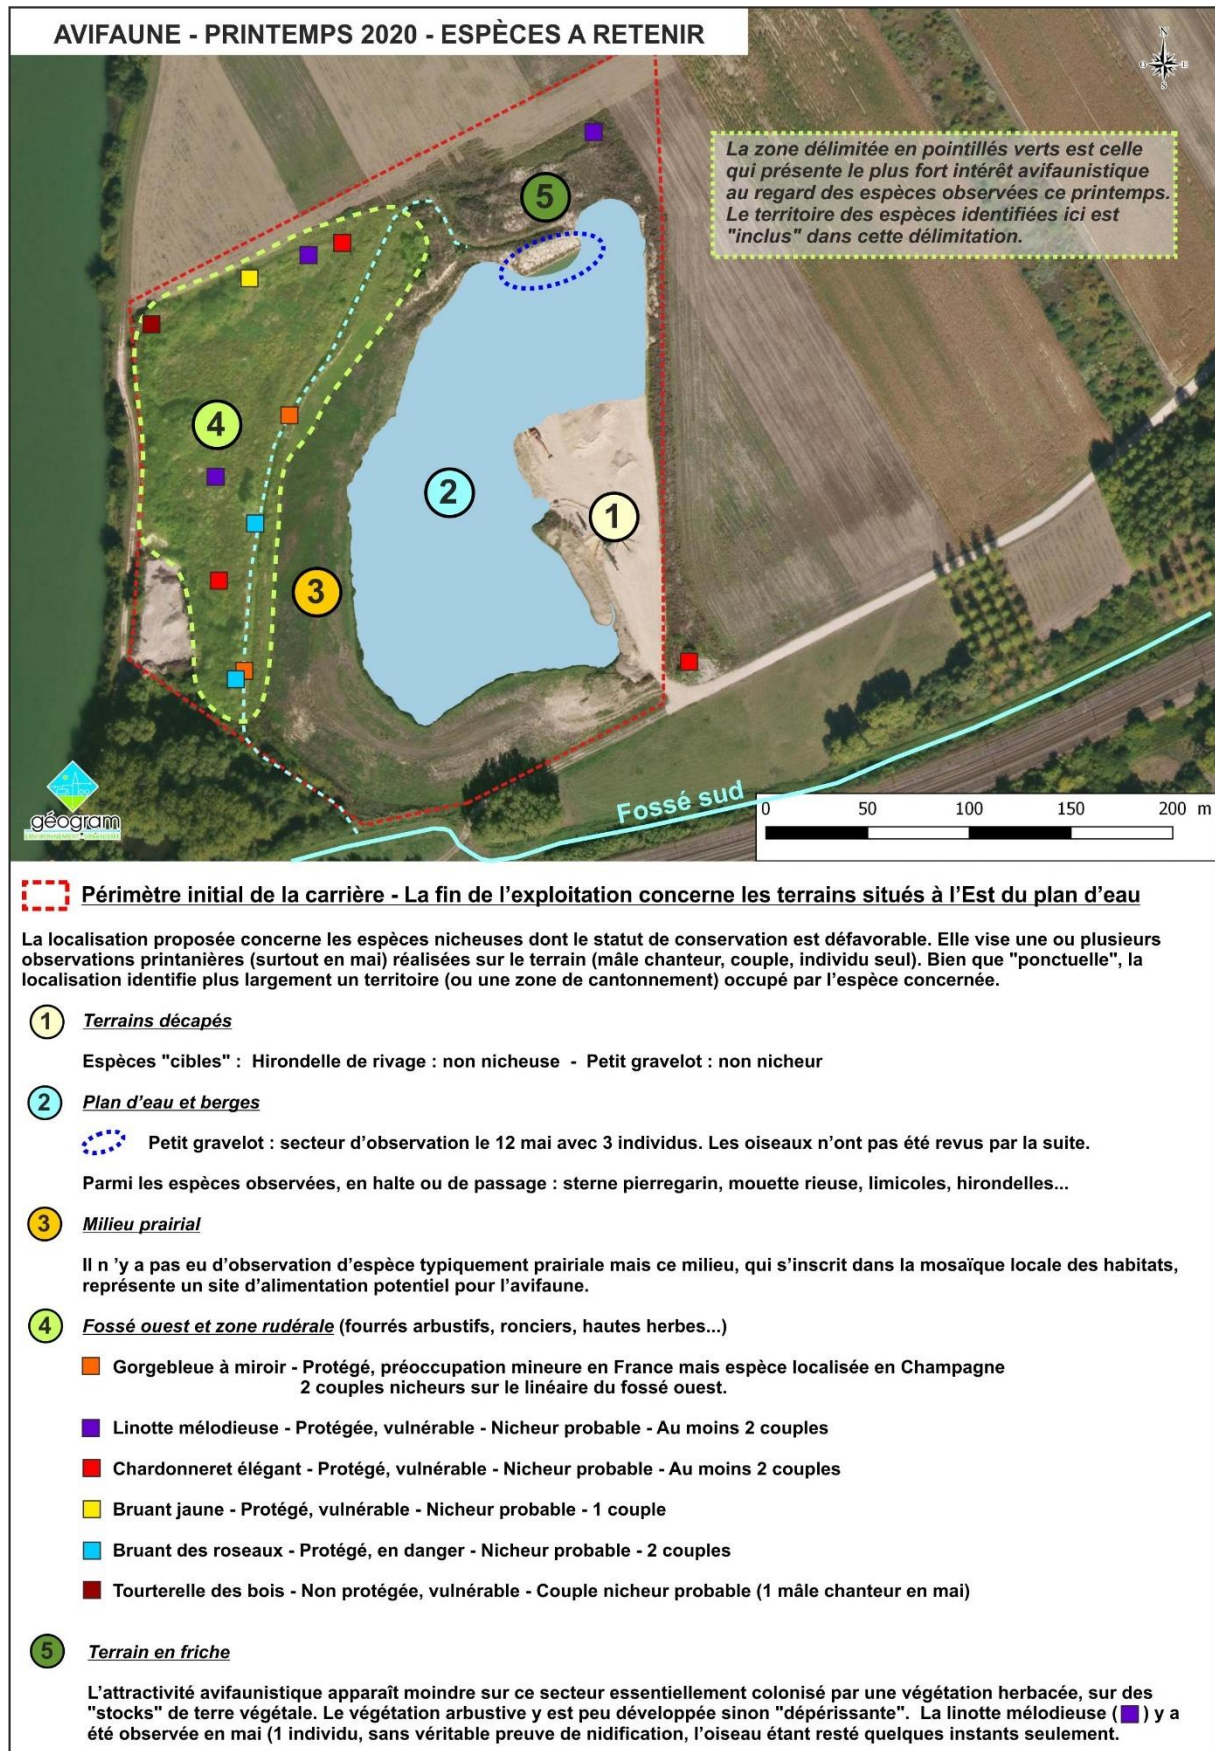 AVIFAUNE - PRINTEMPS 2020 - ESPÈCES A RETENIR
N
O
E
S
La zone délimitée en pointillés verts est celle
qui présente le plus fort intérêt avifaunistique
au regard des espèces observées ce printemps.
Le territoire des espèces identifiées ici est
"inclus" dans cette délimitation.
5
4
2
1
3
géogram
ENVIRONNEMENT URBANISME
Fossé sud
0 50 100 150 200 m
Périmètre initial de la carrière - La fin de l'exploitation concerne les terrains situés à l'Est du plan d'eau
La localisation proposée concerne les espèces nicheuses dont le statut de conservation est défavorable. Elle vise une ou plusieurs
observations printanières (surtout en mai) réalisées sur le terrain (mâle chanteur, couple, individu seul). Bien que "ponctuelle", la
localisation identifie plus largement un territoire (ou une zone de cantonnement) occupé par l'espèce concernée.
1 Terrains décapés
Espèces "cibles" : Hirondelle de rivage : non nicheuse - Petit gravelot : non nicheur
2 Plan d'eau et berges
Petit gravelot : secteur d'observation le 12 mai avec 3 individus. Les oiseaux n'ont pas été revus par la suite.
Parmi les espèces observées, en halte ou de passage : sterne pierregarin, mouette rieuse, limicoles, hirondelles...
3 Milieu prairial
Il n 'y a pas eu d'observation d'espèce typiquement prairiale mais ce milieu, qui s'inscrit dans la mosaïque locale des habitats,
représente un site d'alimentation potentiel pour l'avifaune.
4 Fossé ouest et zone rudérale (fourrés arbustifs, ronciers, hautes herbes...)
Gorgebleue à miroir - Protégé, préoccupation mineure en France mais espèce localisée en Champagne
2 couples nicheurs sur le linéaire du fossé ouest.
Linotte mélodieuse - Protégée, vulnérable - Nicheur probable - Au moins 2 couples
Chardonneret élégant - Protégé, vulnérable - Nicheur probable - Au moins 2 couples
Bruant jaune - Protégé, vulnérable - Nicheur probable - 1 couple
Bruant des roseaux - Protégé, en danger - Nicheur probable - 2 couples
Tourterelle des bois - Non protégée, vulnérable - Couple nicheur probable (1 mâle chanteur en mai)
5 Terrain en friche
L'attractivité avifaunistique apparaît moindre sur ce secteur essentiellement colonisé par une végétation herbacée, sur des
"stocks" de terre végétale. Le végétation arbustive y est peu développée sinon "dépérissante". La linotte mélodieuse ( ) y a
été observée en mai (1 individu, sans véritable preuve de nidification, l'oiseau étant resté quelques instants seulement.